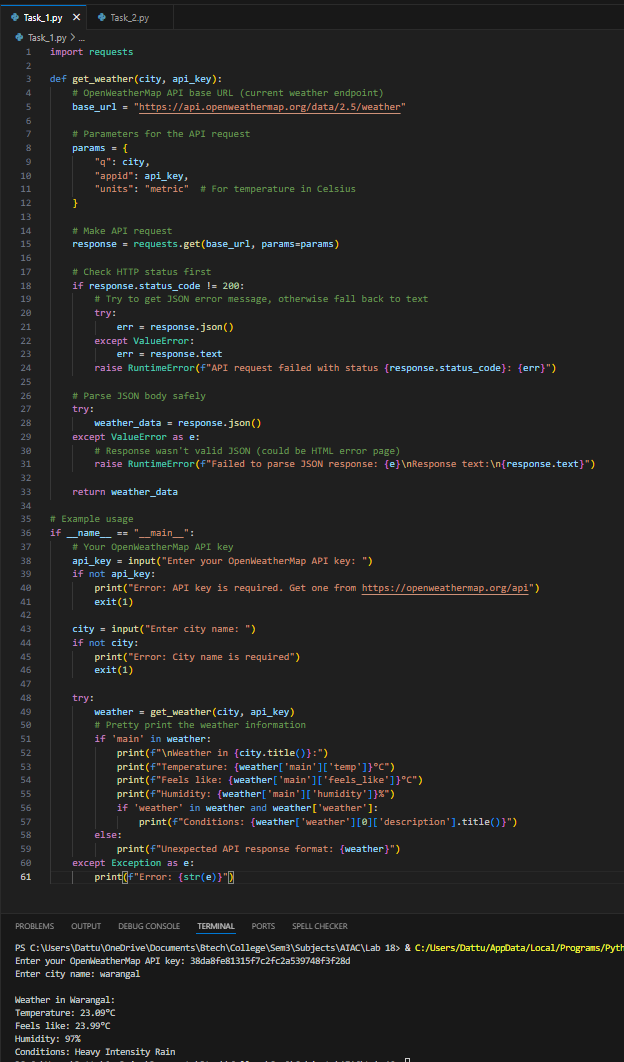 Task_1.py × Task_2.py
Task_1.py > ...
1 import requests
2
3 def get_weather(city, api_key):
4     # OpenWeatherMap API base URL (current weather endpoint)
5     base_url = "https://api.openweathermap.org/data/2.5/weather"
6
7     # Parameters for the API request
8     params = {
9         "q": city,
10         "appid": api_key,
11         "units": "metric"  # For temperature in Celsius
12     }
13
14     # Make API request
15     response = requests.get(base_url, params=params)
16
17     # Check HTTP status first
18     if response.status_code != 200:
19         # Try to get JSON error message, otherwise fall back to text
20         try:
21             err = response.json()
22         except ValueError:
23             err = response.text
24         raise RuntimeError(f"API request failed with status {response.status_code}: {err}")
25
26     # Parse JSON body safely
27     try:
28         weather_data = response.json()
29     except ValueError as e:
30         # Response wasn't valid JSON (could be HTML error page)
31         raise RuntimeError(f"Failed to parse JSON response: {e}\nResponse text:\n{response.text}")
32
33     return weather_data
34
35 # Example usage
36 if __name__ == "__main__":
37     # Your OpenWeatherMap API key
38     api_key = input("Enter your OpenWeatherMap API key: ")
39     if not api_key:
40         print("Error: API key is required. Get one from https://openweathermap.org/api")
41         exit(1)
42
43     city = input("Enter city name: ")
44     if not city:
45         print("Error: City name is required")
46         exit(1)
47
48     try:
49         weather = get_weather(city, api_key)
50         # Pretty print the weather information
51         if 'main' in weather:
52             print(f"\nWeather in {city.title()}:")
53             print(f"Temperature: {weather['main']['temp']}°C")
54             print(f"Feels like: {weather['main']['feels_like']}°C")
55             print(f"Humidity: {weather['main']['humidity']}%")
56             if 'weather' in weather and weather['weather']:
57                 print(f"Conditions: {weather['weather'][0]['description'].title()}")
58         else:
59             print(f"Unexpected API response format: {weather}")
60     except Exception as e:
61         print(f"Error: {str(e)}")
PROBLEMS OUTPUT DEBUG CONSOLE TERMINAL PORTS SPELL CHECKER
PS C:\Users\Dattu\OneDrive\Documents\Btech\College\Sem3\Subjects\AIAC\Lab 18> & C:/Users/Dattu/AppData/Local/Programs/Pyth
Enter your OpenWeatherMap API key: 38da8fe81315f7c2fc2a539748f3f28d
Enter city name: warangal
Weather in Warangal:
Temperature: 23.09°C
Feels like: 23.99°C
Humidity: 97%
Conditions: Heavy Intensity Rain